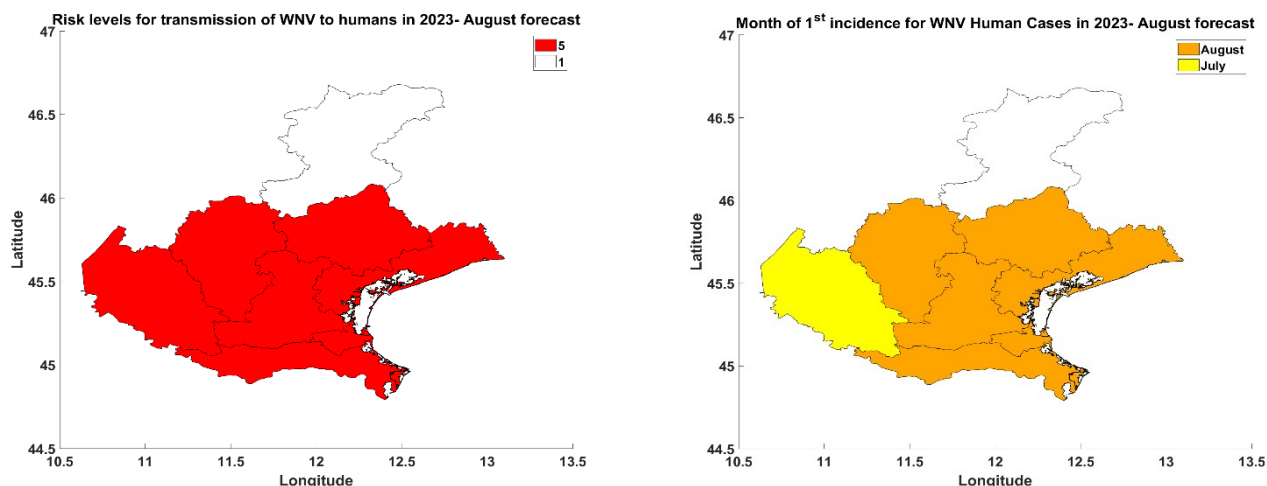 Risk levels for transmission of WNV to humans in 2023- August forecast
5
1
47
46.5
46
45.5
45
44.5
Latitude
10.5 11 11.5 12 12.5 13 13.5
Longitude
Month of 1st incidence for WNV Human Cases in 2023- August forecast
August
July
47
46.5
46
45.5
45
44.5
Latitude
10.5 11 11.5 12 12.5 13 13.5
Longitude